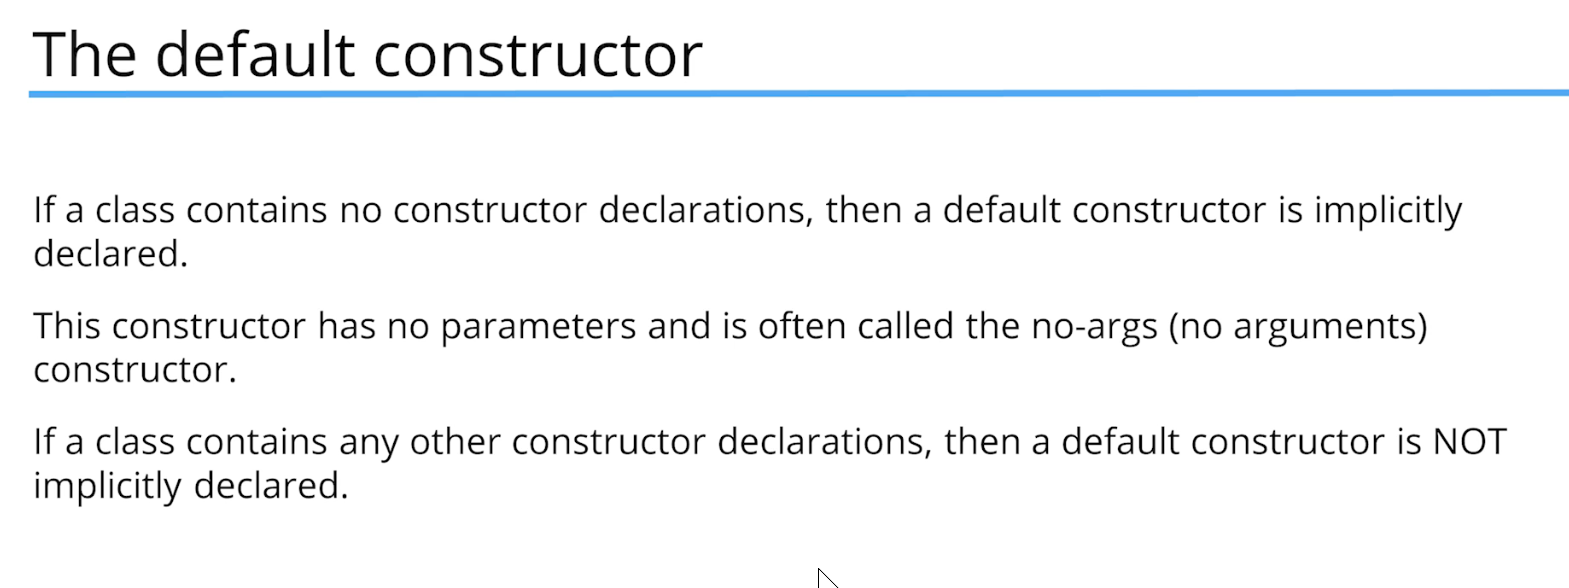 The default constructor
If a class contains no constructor declarations, then a default constructor is implicitly
declared.
This constructor has no parameters and is often called the no-args (no arguments)
constructor.
If a class contains any other constructor declarations, then a default constructor is NOT
implicitly declared.